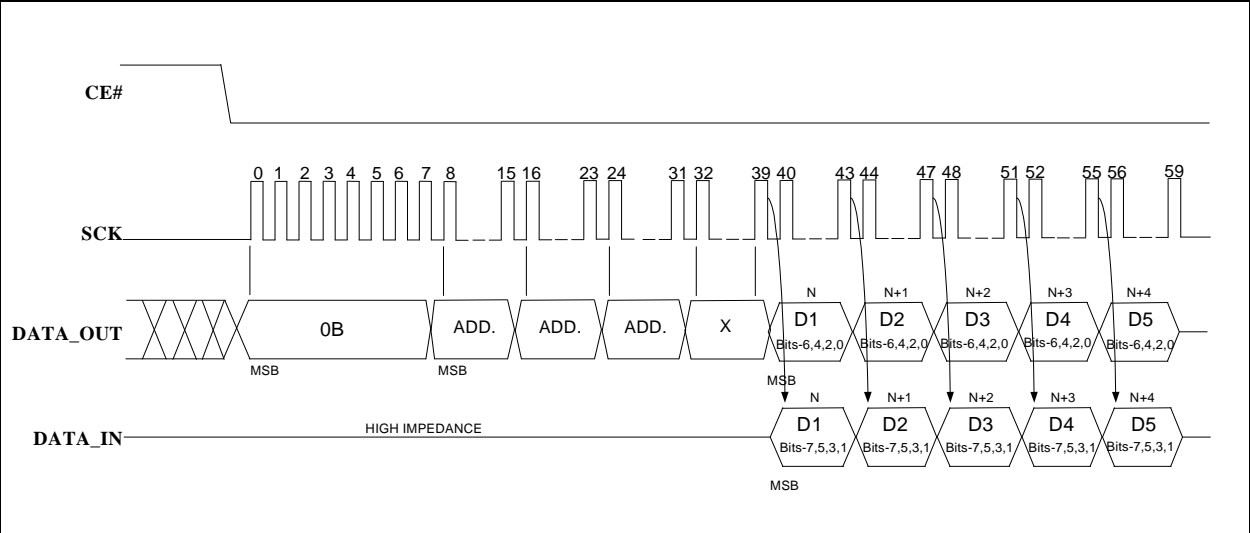 CE#
0 1 2 3 4 5 6 7 8 15 16 23 24 31 32 39 40 43 44 47 48 51 52 55 56 59
SCK
N N+1 N+2 N+3 N+4
DATA_OUT 0B ADD. ADD. ADD. X D1 D2 D3 D4 D5
Bits-6,4,2,0 Bits-6,4,2,0 Bits-6,4,2,0 Bits-6,4,2,0 Bits-6,4,2,0
MSB MSB MSB
N N+1 N+2 N+3 N+4
DATA_IN HIGH IMPEDANCE D1 D2 D3 D4 D5
Bits-7,5,3,1 Bits-7,5,3,1 Bits-7,5,3,1 Bits-7,5,3,1 Bits-7,5,3,1
MSB